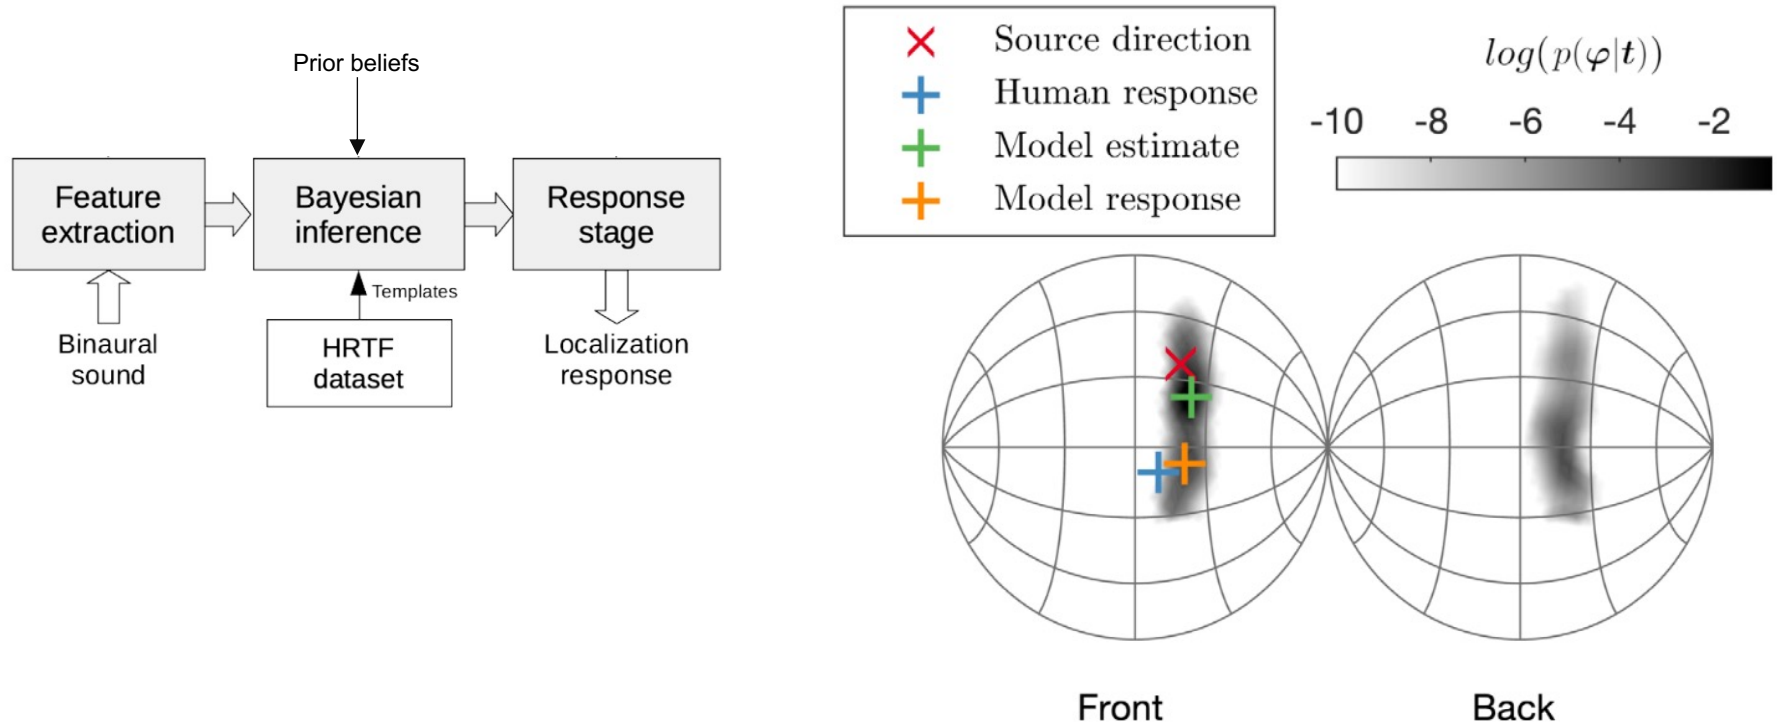 Prior beliefs
Feature
extraction
Bayesian
inference
Response
stage
Templates
Binaural
sound
HRTF
dataset
Localization
response
Source direction
Human response
Model estimate
Model response
log(p(φ|t))
-10 -8 -6 -4 -2
Front
Back